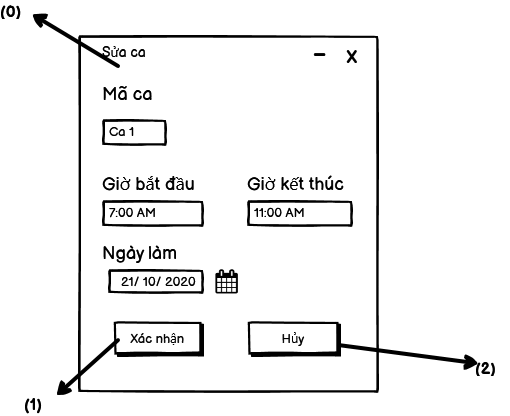 (0)
Sửa ca
– X
Mã ca
Ca 1
Giờ bắt đầu Giờ kết thúc
7:00 AM 11:00 AM
Ngày làm
21/ 10/ 2020
Xác nhận Hủy
(2)
(1)